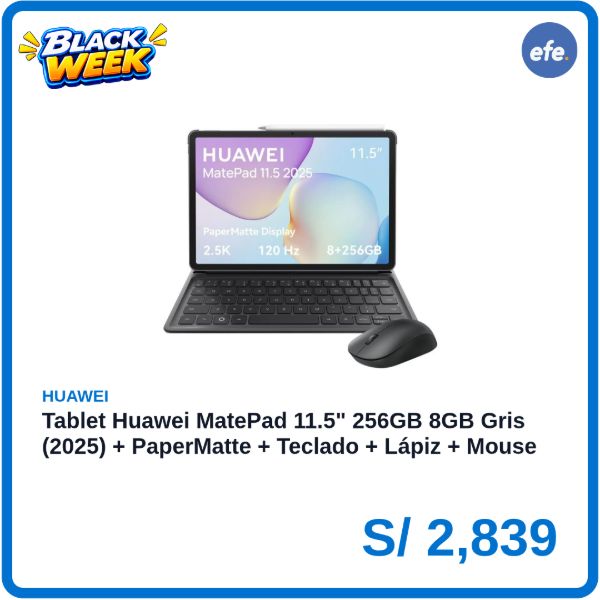 BLACK
WEEK
efe.
HUAWEI 11.5"
MatePad 11.5 2025
PaperMatte Display
2.5K 120 Hz 8+256GB
HUAWEI
Tablet Huawei MatePad 11.5" 256GB 8GB Gris
(2025) + PaperMatte + Teclado + Lápiz + Mouse
S/ 2,839